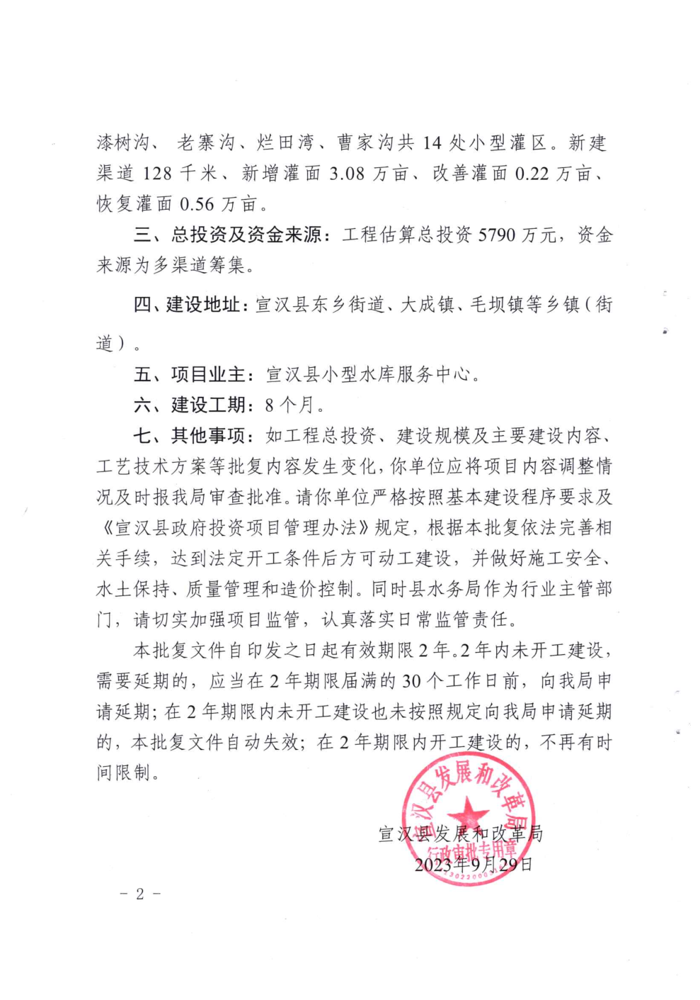 漆树沟、 老寨沟、烂田湾、曹家沟共 14 处小型灌区。新建
渠道 128 千米、新增灌面 3.08 万亩、改善灌面 0.22 万亩、
恢复灌面 0.56 万亩。
三、总投资及资金来源：工程估算总投资 5790 万元，资金
来源为多渠道筹集。
四、建设地址：宣汉县东乡街道、大成镇、毛坝镇等乡镇（街
道）。
五、项目业主：宣汉县小型水库服务中心。
六、建设工期：8 个月。
七、其他事项：如工程总投资、建设规模及主要建设内容、
工艺技术方案等批复内容发生变化，你单位应将项目内容调整情
况及时报我局审查批准。请你单位严格按照基本建设程序要求及
《宣汉县政府投资项目管理办法》规定，根据本批复依法完善相
关手续，达到法定开工条件后方可动工建设，并做好施工安全、
水土保持、质量管理和造价控制。同时县水务局作为行业主管部
门，请切实加强项目监管，认真落实日常监管责任。
本批复文件自印发之日起有效期限 2 年。2 年内未开工建设，
需要延期的，应当在 2 年期限届满的 30 个工作日前，向我局申
请延期；在 2 年期限内未开工建设也未按照规定向我局申请延期
的，本批复文件自动失效；在 2 年期限内开工建设的，不再有时
间限制。
宣汉县发展和改革局
宣汉县发展和改革局
行政审批专用章
2023年9月29日
- 2 -